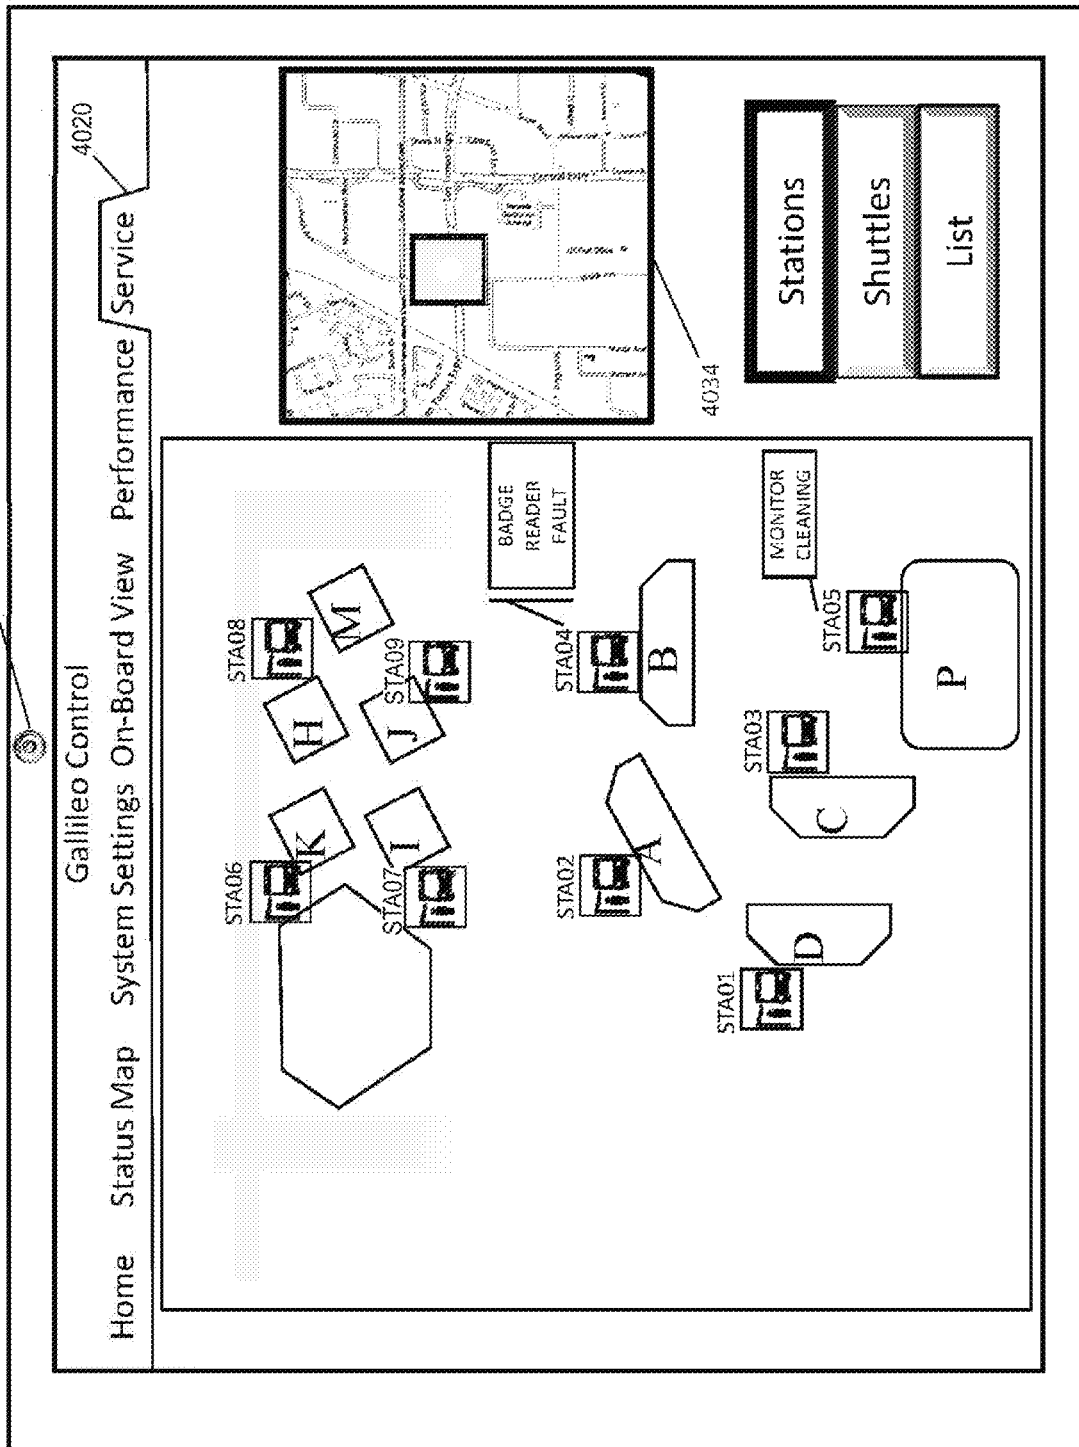 Gallileo Control
4020
Home Status Map System Settings On-Board View Performance Service
STA06
STA08
K
H
M
STA07
I
J
STA09
BADGE
READER
FAULT
STA02
STA04
A
B
MONITOR
CLEANING
STA01
STA03
STA05
D
C
P
4034
Stations
Shuttles
List